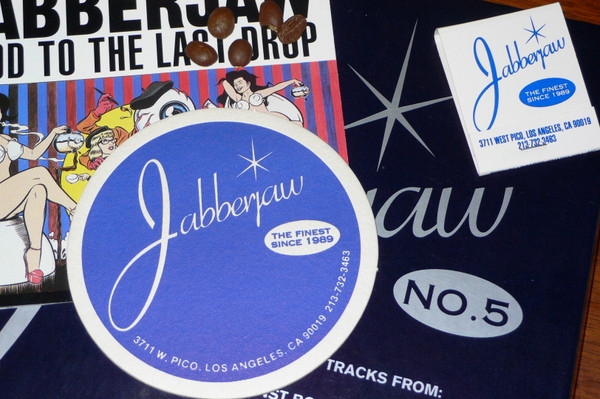 ABBERJAW
OD TO THE LAST DROP
Jabberjaw
THE FINEST
SINCE 1989
3711 WEST PICO, LOS ANGELES, CA 90019
213-732-3463
Jabberjaw
THE FINEST
SINCE 1989
3711 W. PICO, LOS ANGELES, CA 90019 213-732-3463
jaw
NO.5
TRACKS FROM: